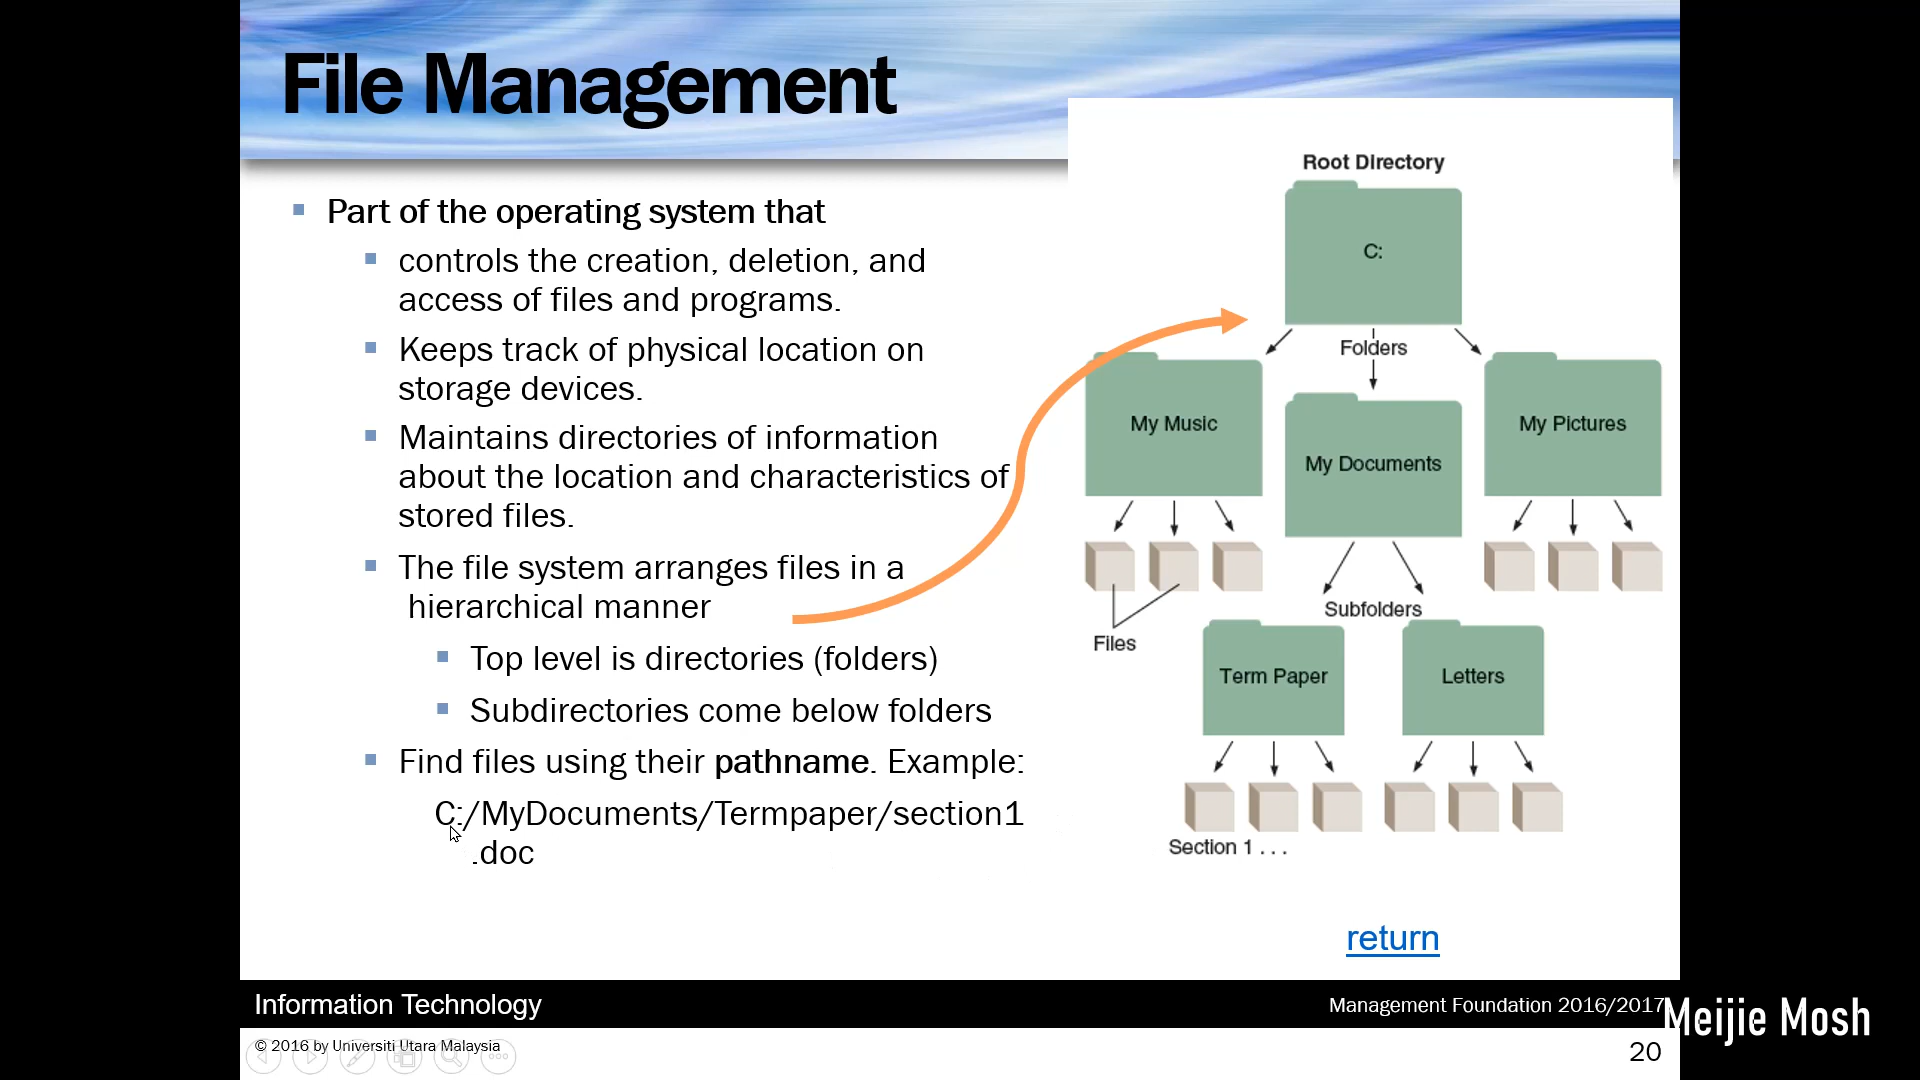 File Management
Part of the operating system that
controls the creation, deletion, and
access of files and programs.
Keeps track of physical location on
storage devices.
Maintains directories of information
about the location and characteristics of
stored files.
The file system arranges files in a
hierarchical manner
Top level is directories (folders)
Subdirectories come below folders
Find files using their pathname. Example:
C:/MyDocuments/Termpaper/section1
.doc
Root Directory
C:
Folders
My Music
My Documents
My Pictures
Files
Subfolders
Term Paper
Letters
Section 1 . . .
return
Information Technology
Management Foundation 2016/2017
Meijie Mosh
© 2016 by Universiti Utara Malaysia
20